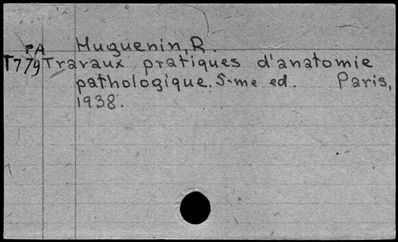 PA Huguenin, R.
T779 Travaux pratiques d'anatomie
pathologique. 5-me ed. Paris,
1938.